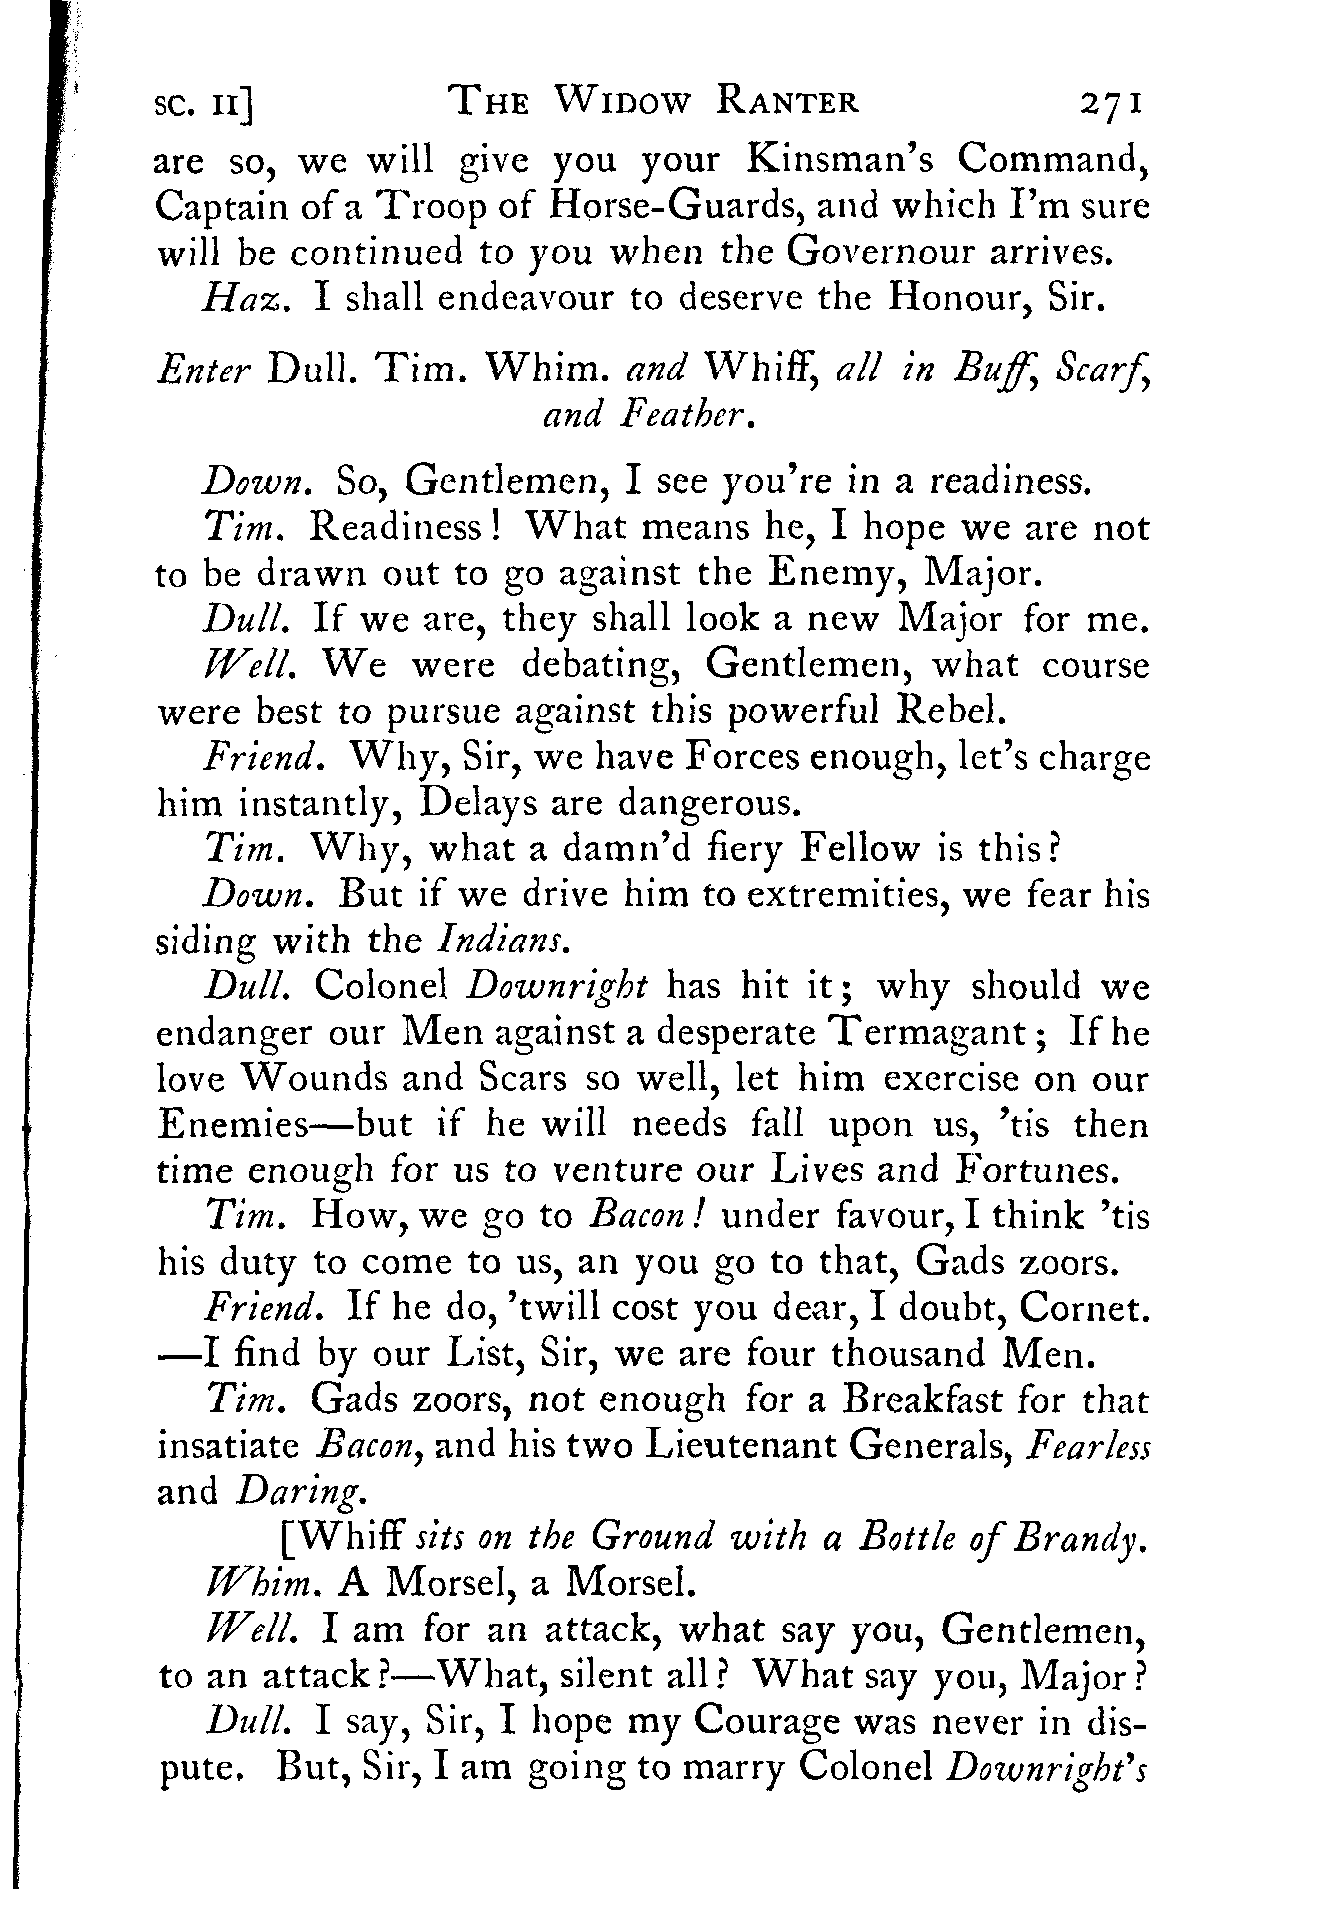 SC. II] THE WIDOW RANTER 271
are so, we will give you your Kinsman's Command,
Captain of a Troop of Horse-Guards, and which I'm sure
will be continued to you when the Governour arrives.
Haz. I shall endeavour to deserve the Honour, Sir.
Enter Dull. Tim. Whim. and Whiff, all in Buff, Scarf,
and Feather.
Down. So, Gentlemen, I see you're in a readiness.
Tim. Readiness! What means he, I hope we are not
to be drawn out to go against the Enemy, Major.
Dull. If we are, they shall look a new Major for me.
Well. We were debating, Gentlemen, what course
were best to pursue against this powerful Rebel.
Friend. Why, Sir, we have Forces enough, let's charge
him instantly, Delays are dangerous.
Tim. Why, what a damn'd fiery Fellow is this?
Down. But if we drive him to extremities, we fear his
siding with the Indians.
Dull. Colonel Downright has hit it; why should we
endanger our Men against a desperate Termagant; If he
love Wounds and Scars so well, let him exercise on our
Enemies—but if he will needs fall upon us, 'tis then
time enough for us to venture our Lives and Fortunes.
Tim. How, we go to Bacon! under favour, I think 'tis
his duty to come to us, an you go to that, Gads zoors.
Friend. If he do, 'twill cost you dear, I doubt, Cornet.
—I find by our List, Sir, we are four thousand Men.
Tim. Gads zoors, not enough for a Breakfast for that
insatiate Bacon, and his two Lieutenant Generals, Fearless
and Daring.
[Whiff sits on the Ground with a Bottle of Brandy.
Whim. A Morsel, a Morsel.
Well. I am for an attack, what say you, Gentlemen,
to an attack?—What, silent all? What say you, Major?
Dull. I say, Sir, I hope my Courage was never in dis-
pute. But, Sir, I am going to marry Colonel Downright's